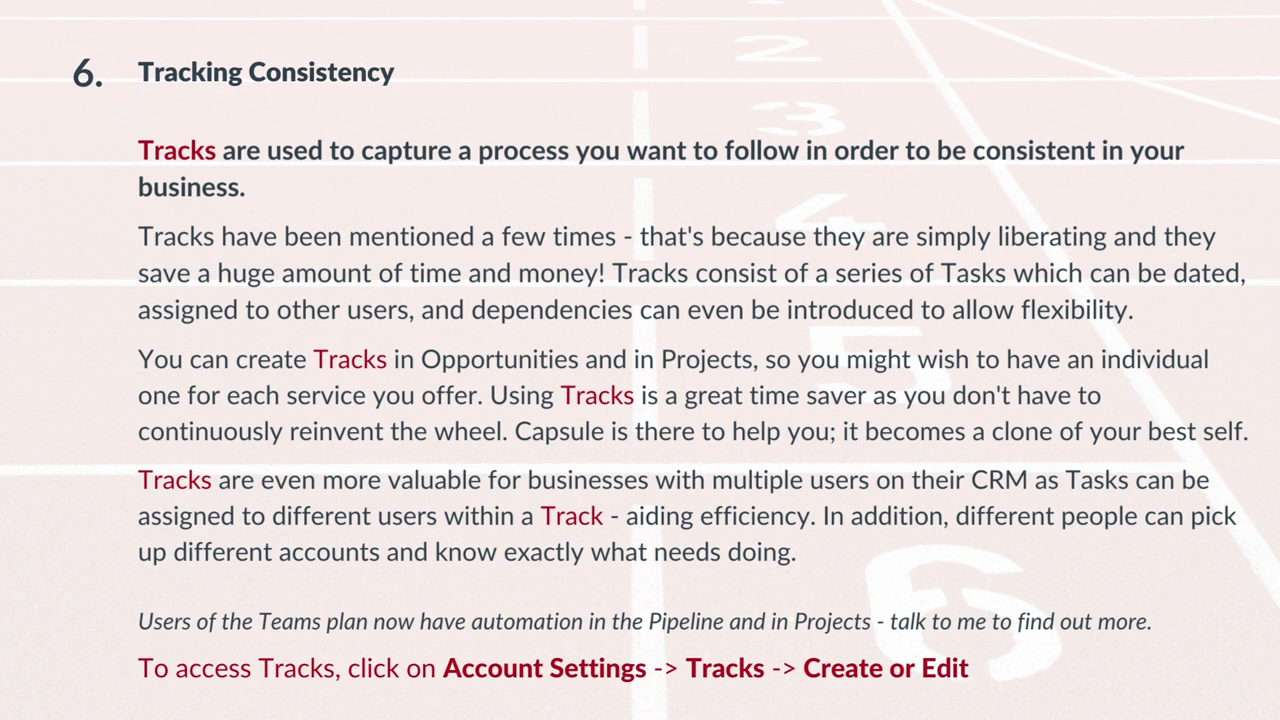 6. Tracking Consistency
Tracks are used to capture a process you want to follow in order to be consistent in your
business.
Tracks have been mentioned a few times - that's because they are simply liberating and they
save a huge amount of time and money! Tracks consist of a series of Tasks which can be dated,
assigned to other users, and dependencies can even be introduced to allow flexibility.
You can create Tracks in Opportunities and in Projects, so you might wish to have an individual
one for each service you offer. Using Tracks is a great time saver as you don't have to
continuously reinvent the wheel. Capsule is there to help you; it becomes a clone of your best self.
Tracks are even more valuable for businesses with multiple users on their CRM as Tasks can be
assigned to different users within a Track - aiding efficiency. In addition, different people can pick
up different accounts and know exactly what needs doing.
Users of the Teams plan now have automation in the Pipeline and in Projects - talk to me to find out more.
To access Tracks, click on Account Settings -> Tracks -> Create or Edit
2
3
4
5
6